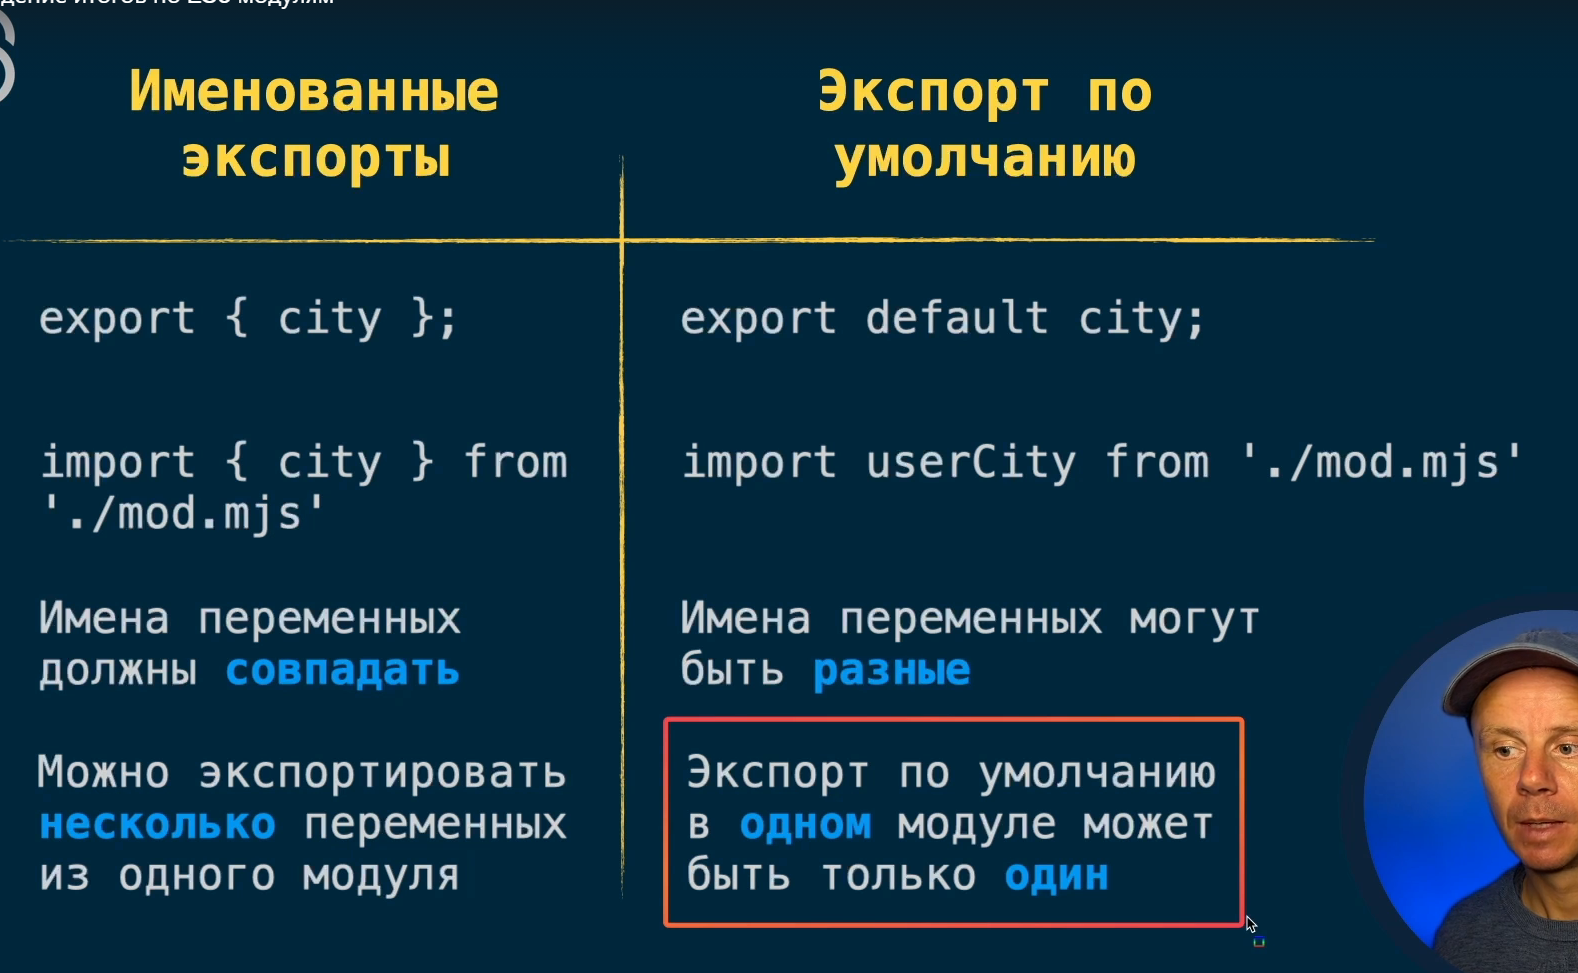 Именованные
экспорты
Экспорт по
умолчанию
export { city };
export default city;
import { city } from
'./mod.mjs'
import userCity from './mod.mjs'
Имена переменных
должны совпадать
Имена переменных могут
быть разные
Можно экспортировать
несколько переменных
из одного модуля
Экспорт по умолчанию
в одном модуле может
быть только один